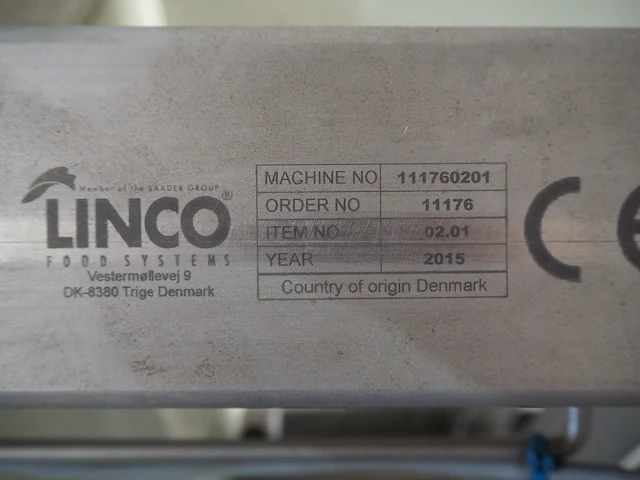 Member of the BAADER GROUP
LINCO®
FOOD SYSTEMS
Vestermøllevej 9
DK-8380 Trige Denmark
MACHINE NO 111760201
ORDER NO 11176
ITEM NO 02.01
YEAR 2015
Country of origin Denmark
CE